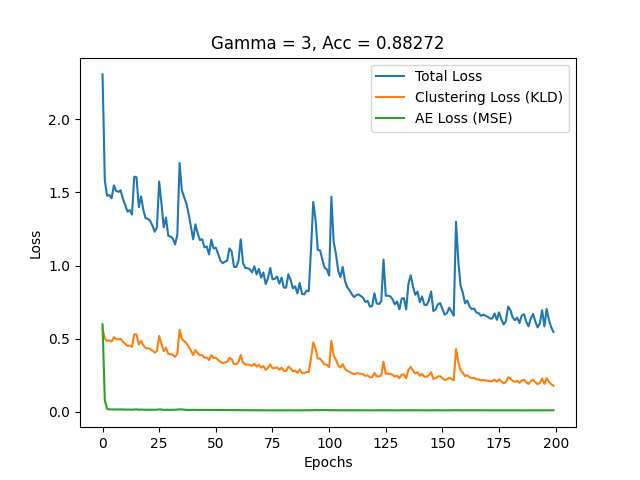 Gamma = 3, Acc = 0.88272
Total Loss
Clustering Loss (KLD)
AE Loss (MSE)
2.0
1.5
1.0
0.5
0.0
Loss
0 25 50 75 100 125 150 175 200
Epochs